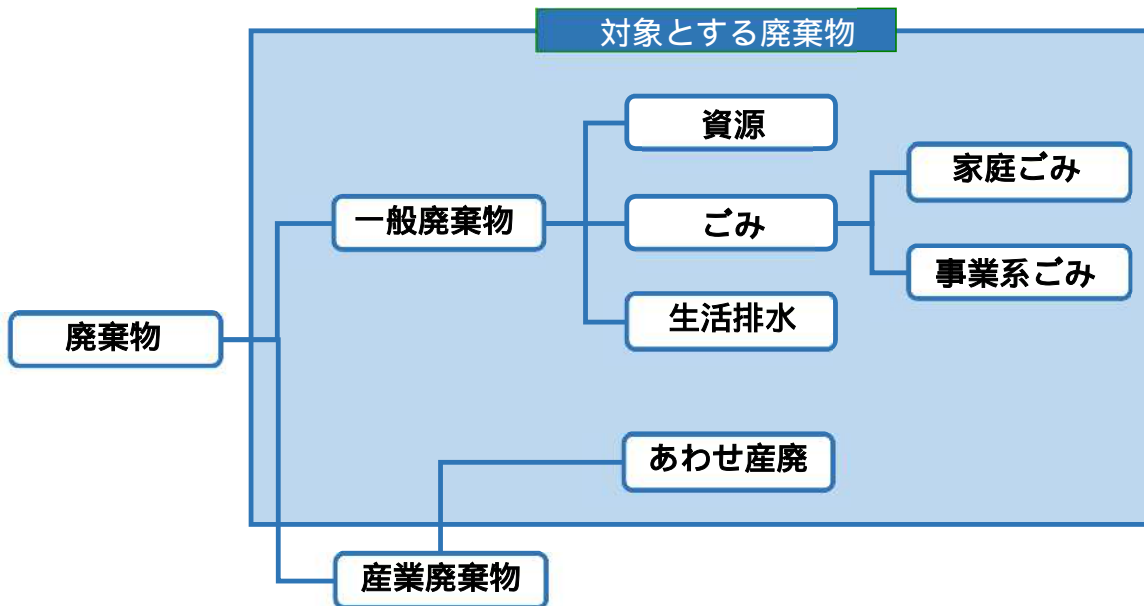 対象とする廃棄物
資源
家庭ごみ
一般廃棄物
ごみ
事業系ごみ
生活排水
廃棄物
あわせ産廃
産業廃棄物